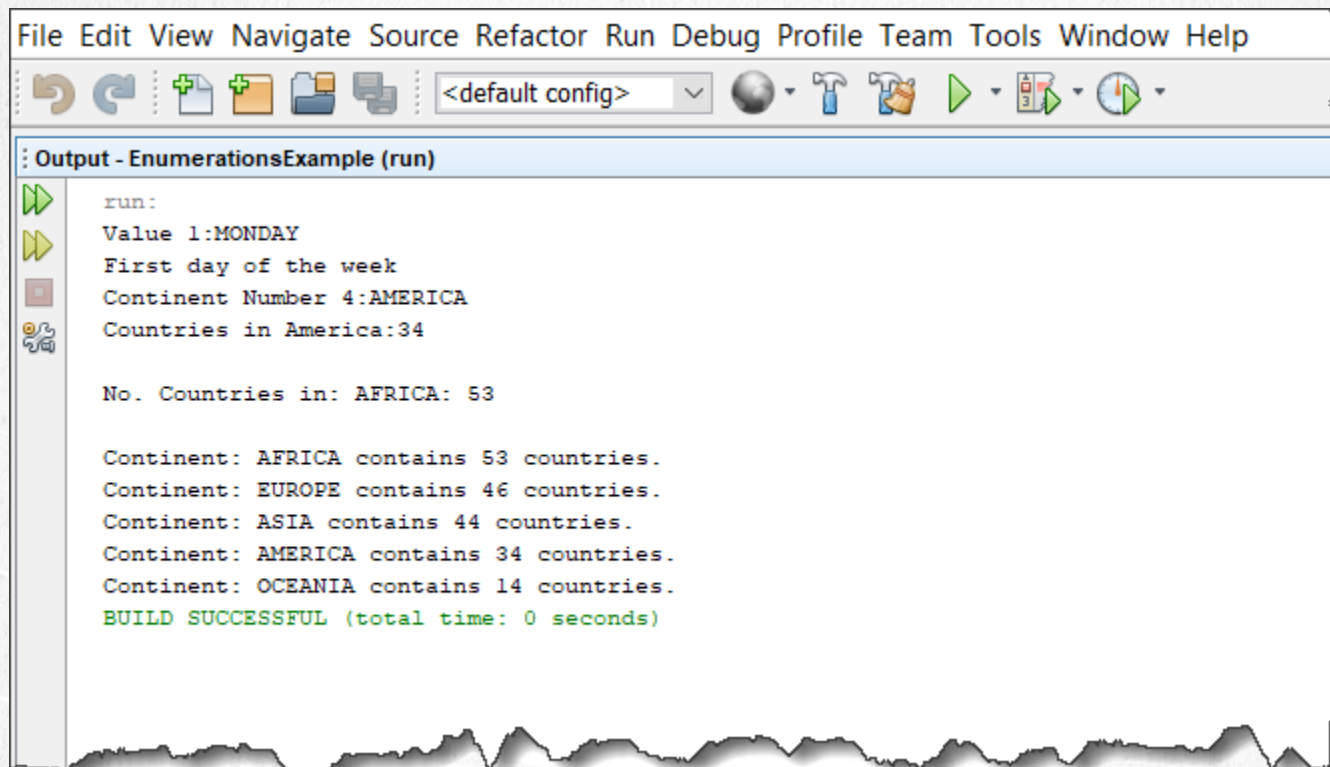 File Edit View Navigate Source Refactor Run Debug Profile Team Tools Window Help
<default config>
Output - EnumerationsExample (run)
run:
Value 1:MONDAY
First day of the week
Continent Number 4:AMERICA
Countries in America:34
No. Countries in: AFRICA: 53
Continent: AFRICA contains 53 countries.
Continent: EUROPE contains 46 countries.
Continent: ASIA contains 44 countries.
Continent: AMERICA contains 34 countries.
Continent: OCEANIA contains 14 countries.
BUILD SUCCESSFUL (total time: 0 seconds)